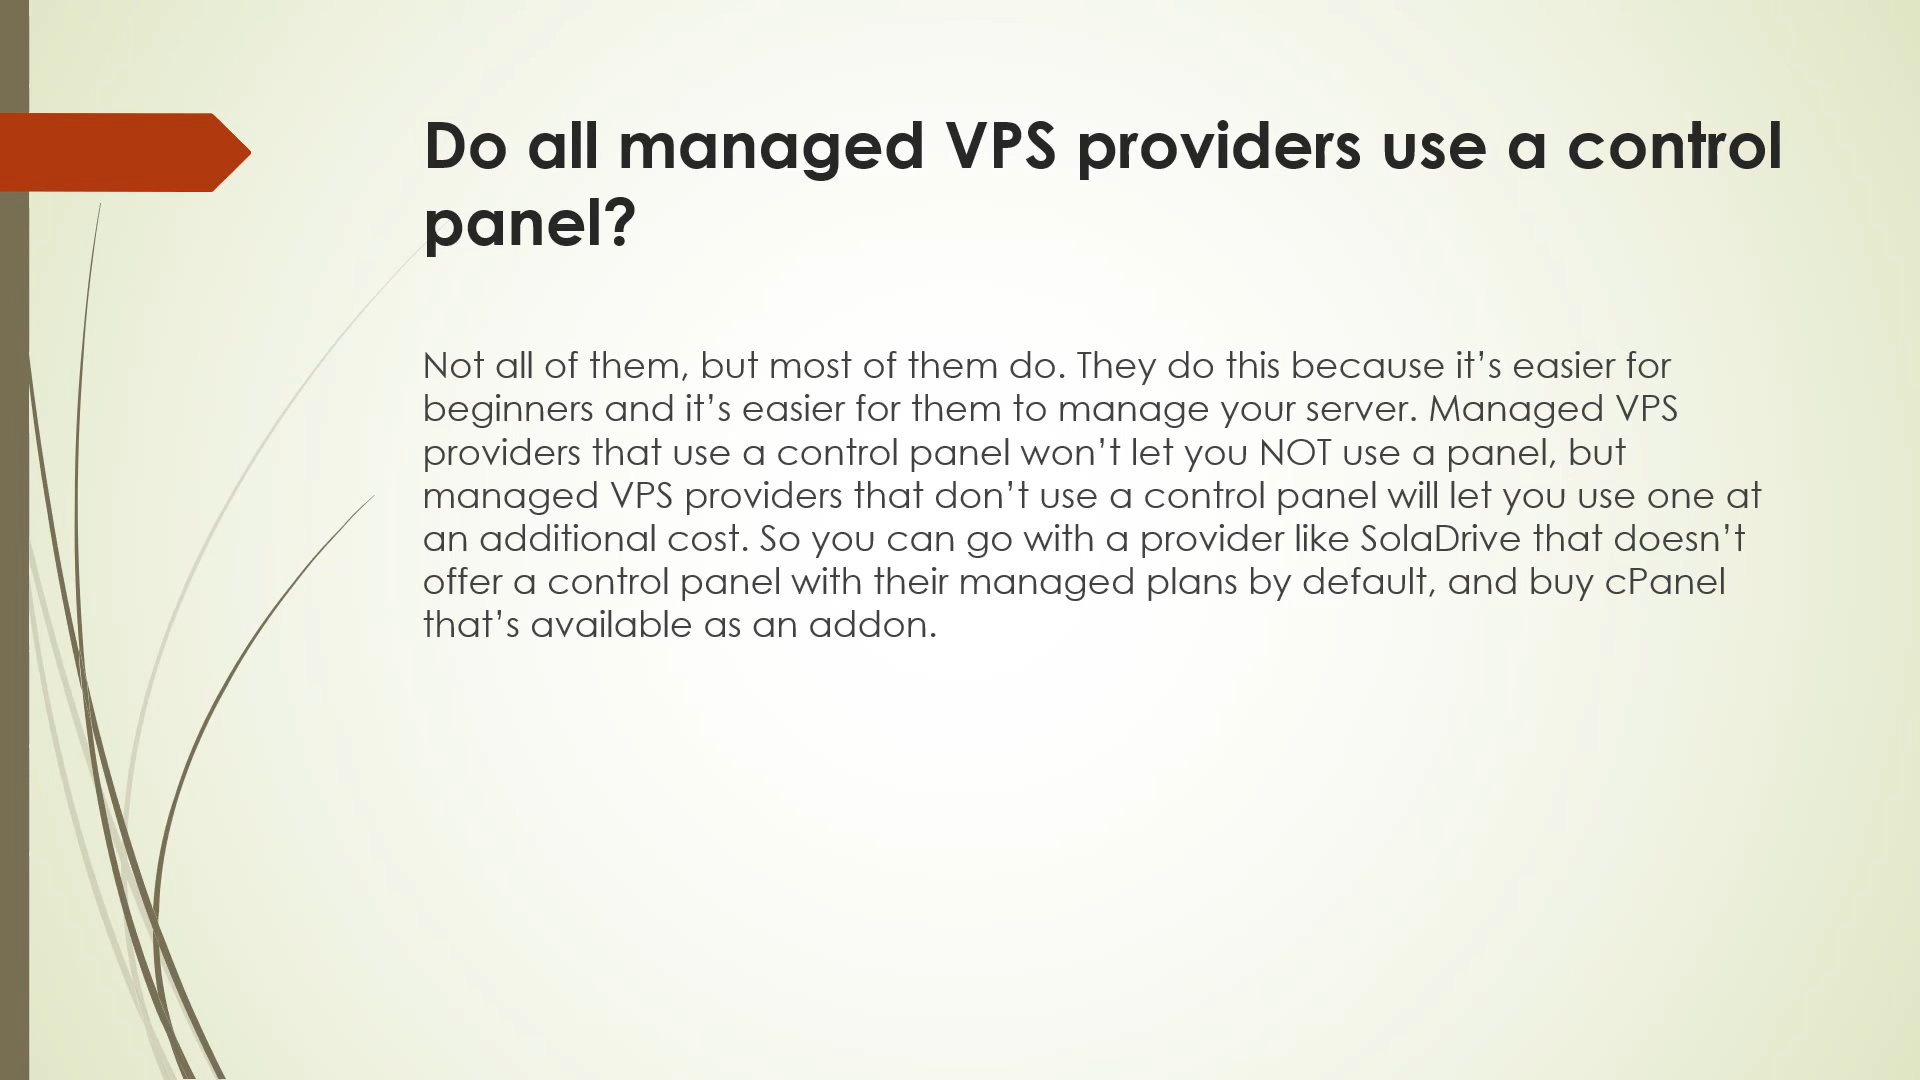 Do all managed VPS providers use a control
panel?
Not all of them, but most of them do. They do this because it’s easier for
beginners and it’s easier for them to manage your server. Managed VPS
providers that use a control panel won’t let you NOT use a panel, but
managed VPS providers that don’t use a control panel will let you use one at
an additional cost. So you can go with a provider like SolaDrive that doesn’t
offer a control panel with their managed plans by default, and buy cPanel
that’s available as an addon.